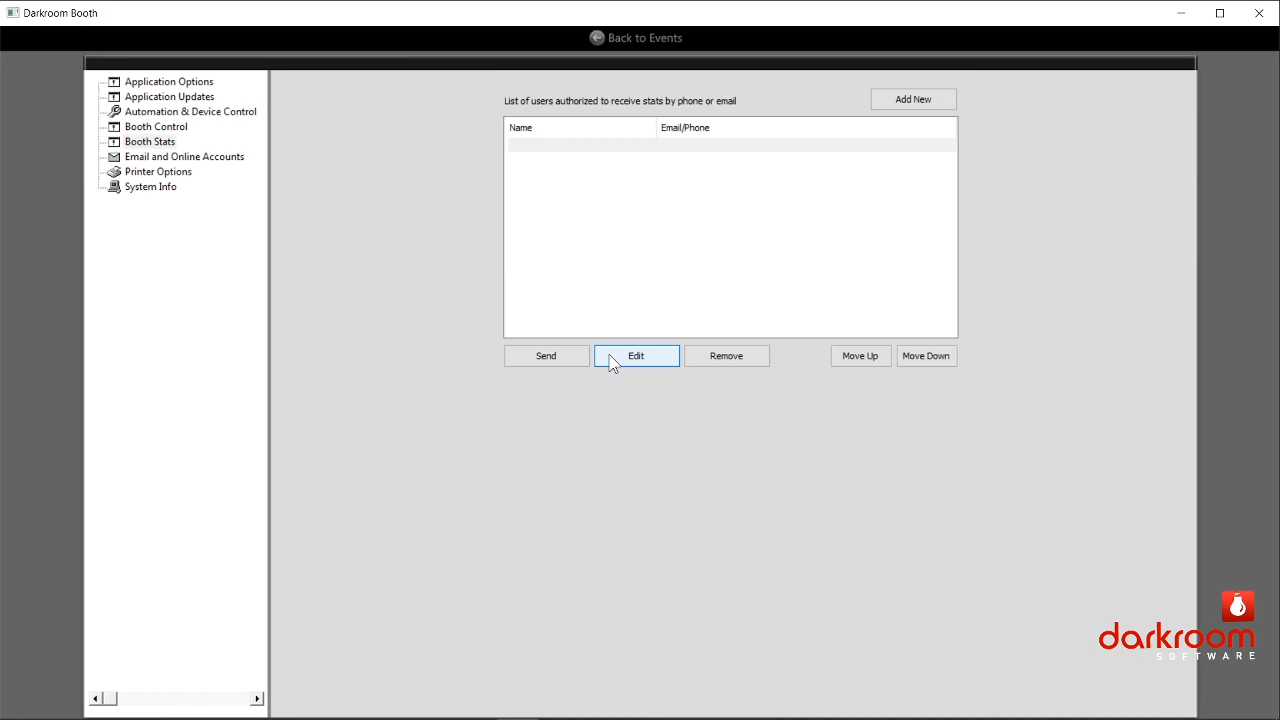 Darkroom Booth
Back to Events
Application Options
Application Updates
Automation & Device Control
Booth Control
Booth Stats
Email and Online Accounts
Printer Options
System Info
List of users authorized to receive stats by phone or email
Add New
Name
Email/Phone
Send
Edit
Remove
Move Up
Move Down
darkroom
SOFTWARE